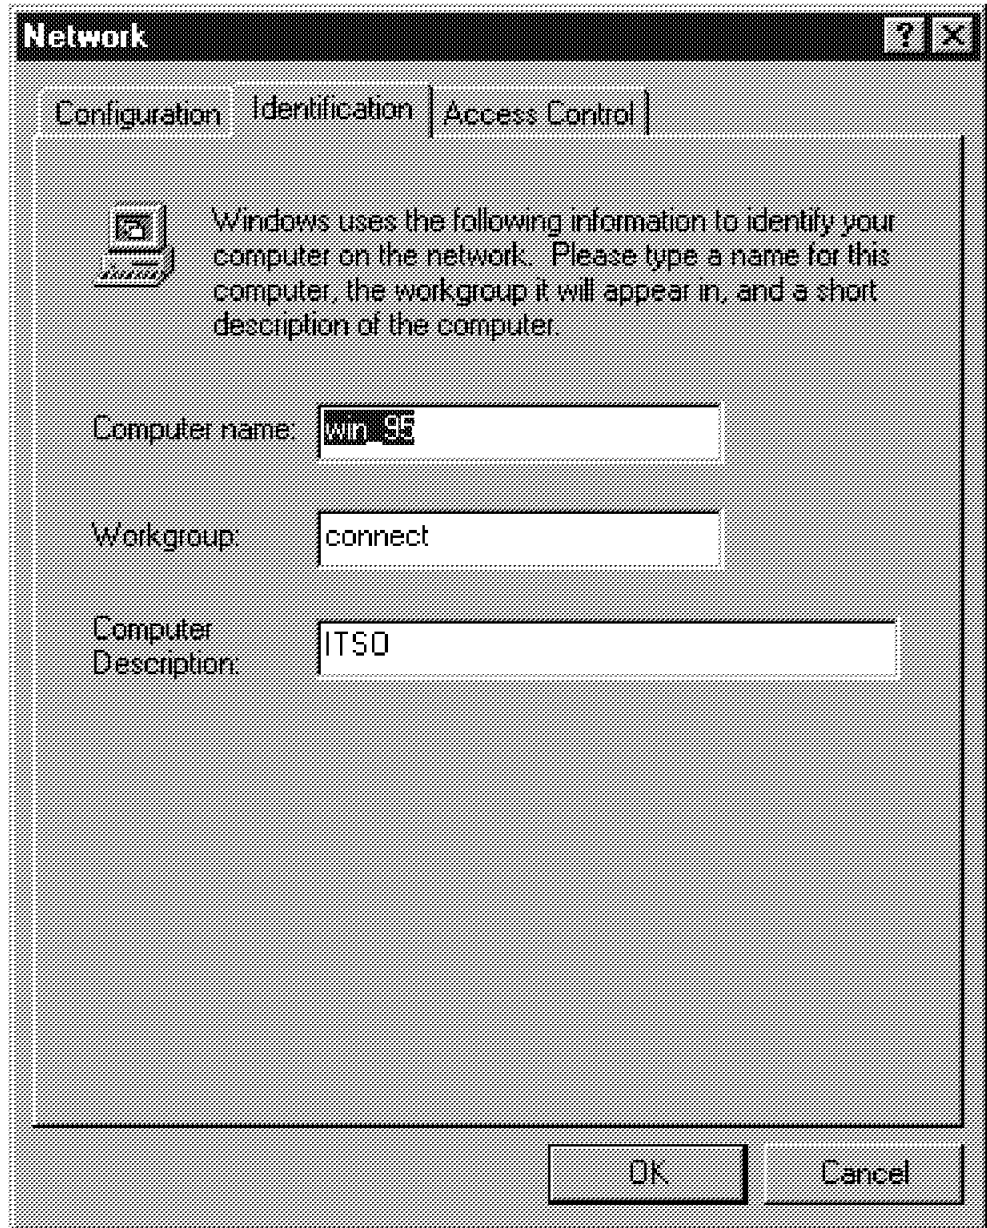 Network
Configuration Identification Access Control
Windows uses the following information to identify your
computer on the network. Please type a name for this
computer, the workgroup it will appear in, and a short
description of the computer.
Computer name: win_95
Workgroup: connect
Computer
Description: ITSO
OK Cancel